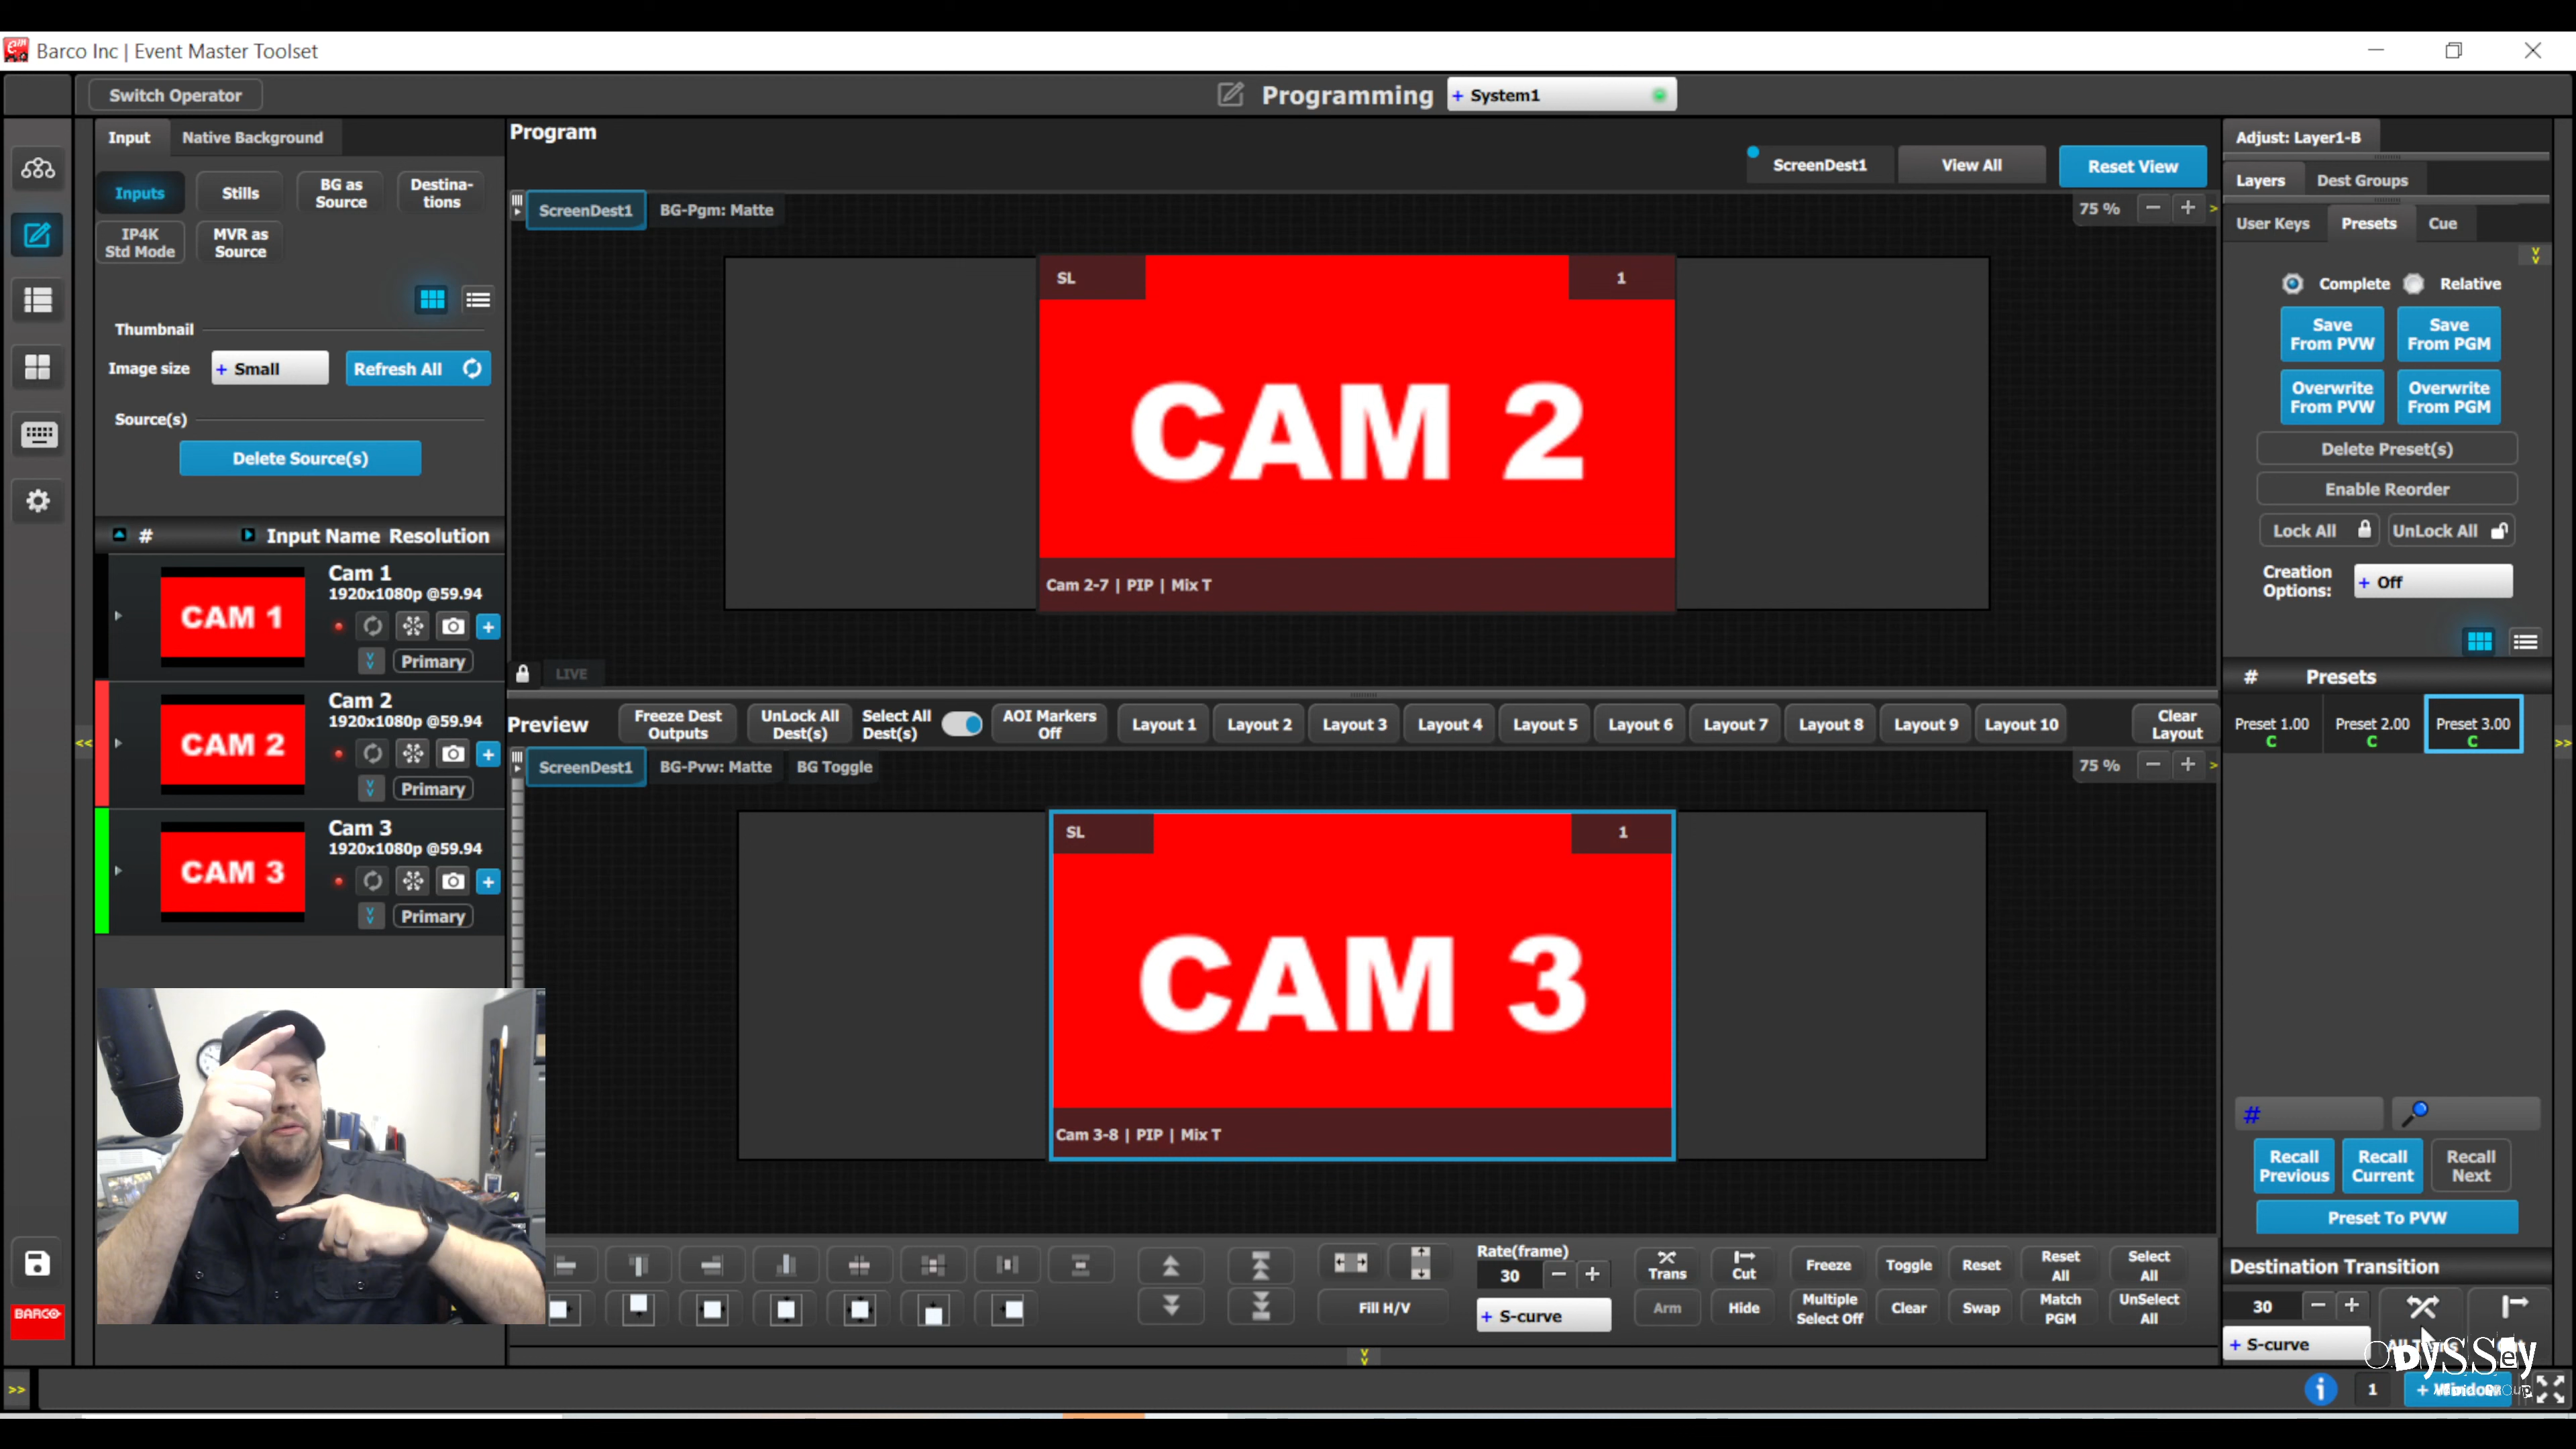 Barco Inc | Event Master Toolset
Switch Operator
Programming
+ System1
Input
Native Background
Inputs
Stills
BG as
Source
Destina-
tions
IP4K
Std Mode
MVR as
Source
Thumbnail
Image size
+ Small
Refresh All
Source(s)
Delete Source(s)
#
Input Name
Resolution
CAM 1
Cam 1
1920x1080p @59.94
Primary
CAM 2
Cam 2
1920x1080p @59.94
Primary
CAM 3
Cam 3
1920x1080p @59.94
Primary
BARCO
Program
ScreenDest1
View All
Reset View
ScreenDest1
BG-Pgm: Matte
75 %
SL
1
CAM 2
Cam 2-7 | PIP | Mix T
LIVE
Preview
Freeze Dest
Outputs
UnLock All
Dest(s)
Select All
Dest(s)
AOI Markers
Off
Layout 1
Layout 2
Layout 3
Layout 4
Layout 5
Layout 6
Layout 7
Layout 8
Layout 9
Layout 10
Clear
Layout
ScreenDest1
BG-Pvw: Matte
BG Toggle
75 %
SL
1
CAM 3
Cam 3-8 | PIP | Mix T
Fill H/V
Rate(frame)
30
+ S-curve
Trans
Arm
Cut
Hide
Freeze
Multiple
Select Off
Toggle
Clear
Reset
Swap
Reset
All
Match
PGM
Select
All
UnSelect
All
Adjust: Layer1-B
Layers
Dest Groups
User Keys
Presets
Cue
Complete
Relative
Save
From PVW
Save
From PGM
Overwrite
From PVW
Overwrite
From PGM
Delete Preset(s)
Enable Reorder
Lock All
UnLock All
Creation
Options:
+ Off
#
Presets
Preset 1.00
C
Preset 2.00
C
Preset 3.00
C
#
Recall
Previous
Recall
Current
Recall
Next
Preset To PVW
Destination Transition
30
+ S-curve
Odyssey
1
+ Window